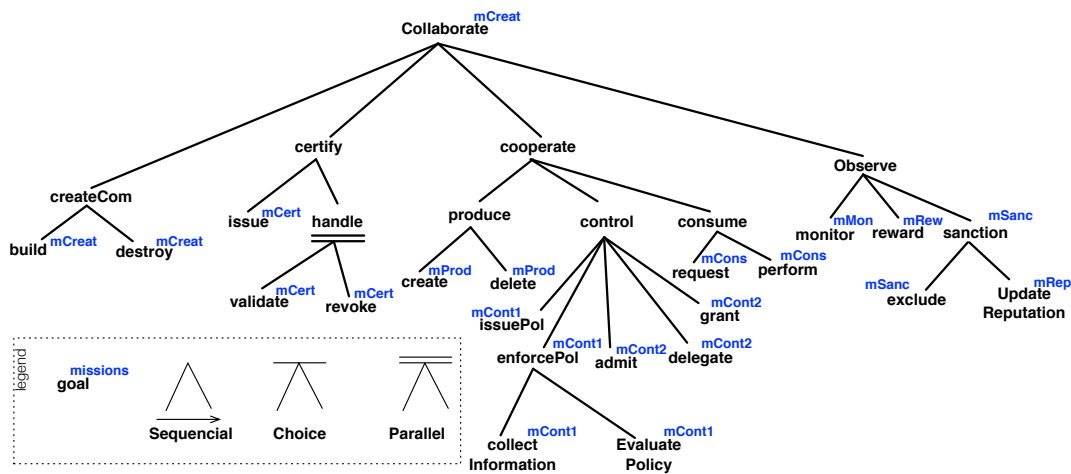 mCreat
Collaborate
certify
cooperate
Observe
createCom
mCert
issue
handle
produce
control
consume
mMon
mRew
mSanc
monitor
reward
sanction
mCreat
mCreat
build
destroy
mProd
mProd
create
delete
mCons
mCons
request
perform
mCert
mCert
validate
revoke
mSanc
mRep
exclude
Update
Reputation
mCont2
grant
mCont1
issuePol
mCont1
mCont2
mCont2
enforcePol
admit
delegate
mCont1
mCont1
collect
Information
Evaluate
Policy
legend
missions
goal
Sequencial
Choice
Parallel